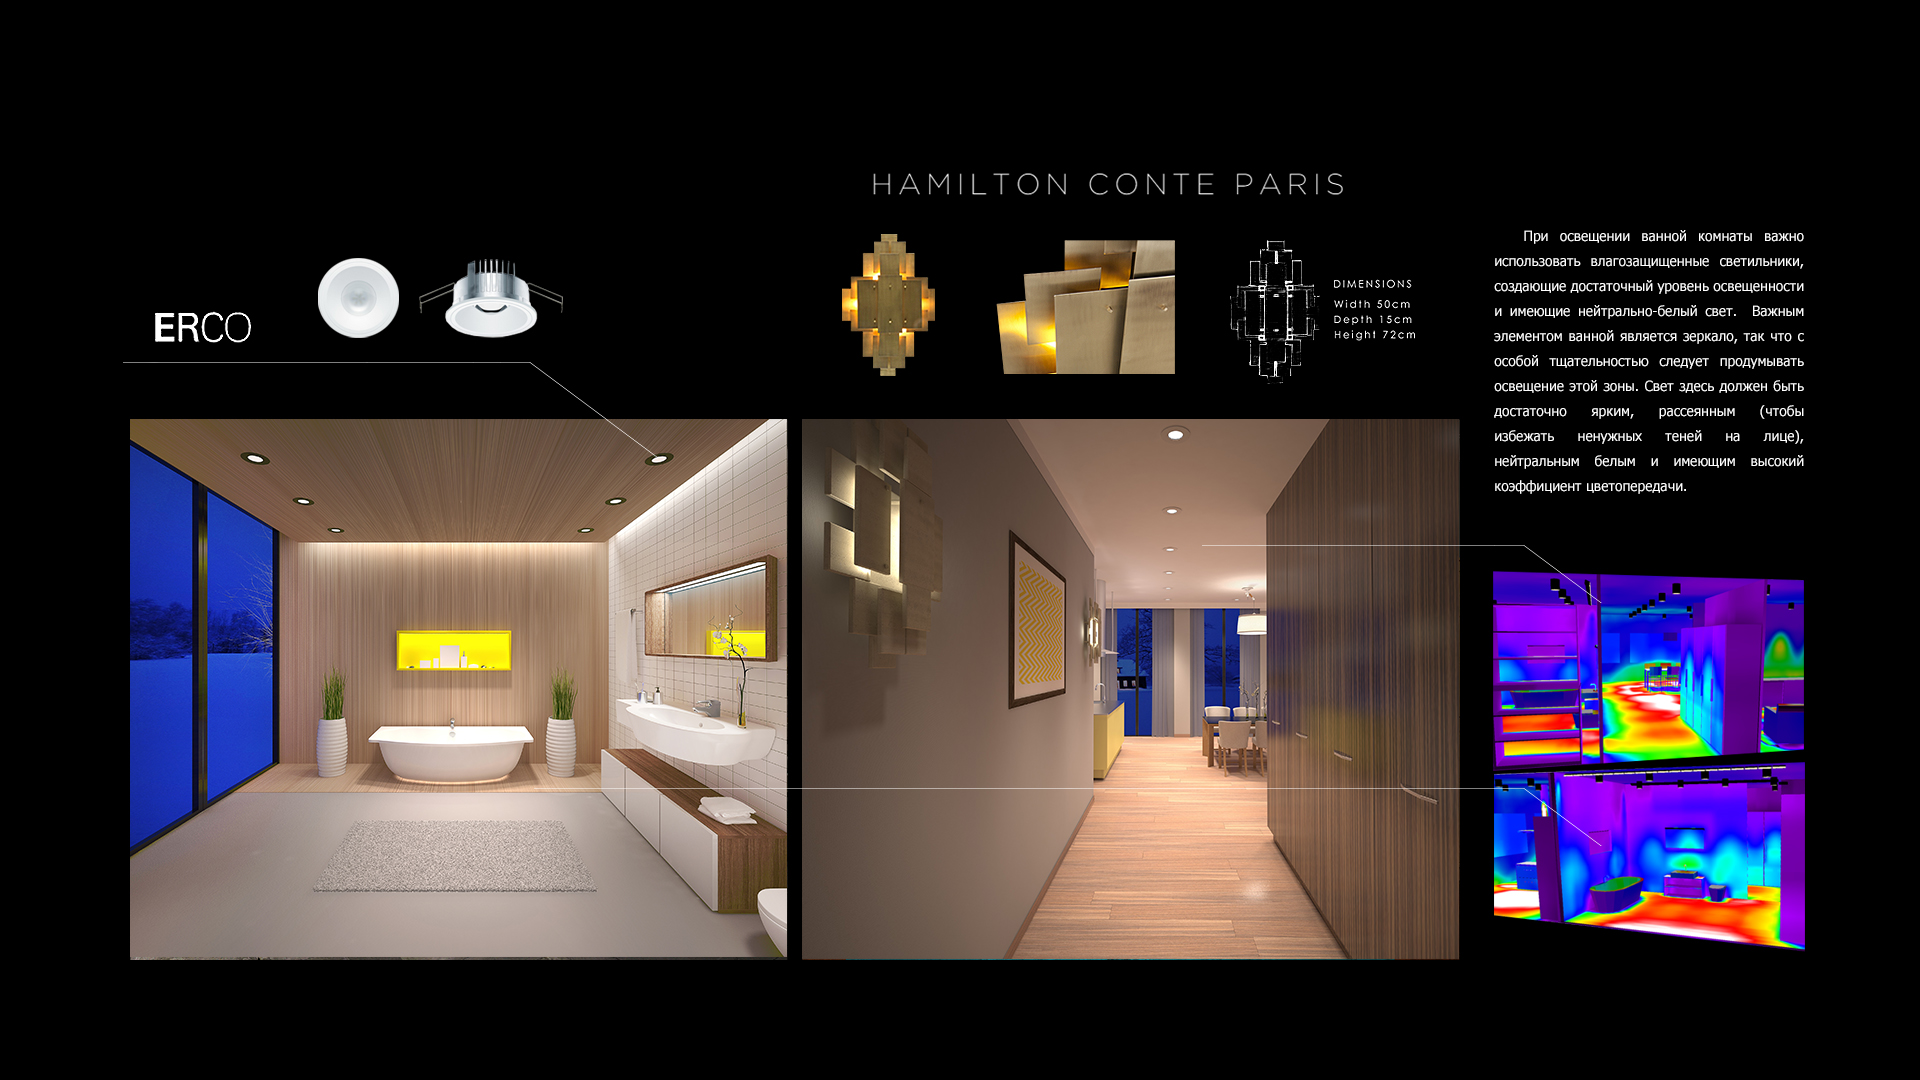 HAMILTON CONTE PARIS
ERCO
DIMENSIONS
Width 50cm
Depth 15cm
Height 72cm
При освещении ванной комнаты важно
использовать влагозащищенные светильники,
создающие достаточный уровень освещенности
и имеющие нейтрально-белый свет. Важным
элементом ванной является зеркало, так что с
особой тщательностью следует продумывать
освещение этой зоны. Свет здесь должен быть
достаточно ярким, рассеянным (чтобы
избежать ненужных теней на лице),
нейтральным белым и имеющим высокий
коэффициент цветопередачи.